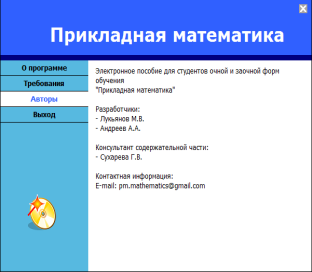 Прикладная математика
О программе
Требования
Авторы
Выход
Электронное пособие для студентов очной и заочной форм
обучения
"Прикладная математика"
Разработчики:
- Лукьянов М.В.
- Андреев А.А.
Консультант содержательной части:
- Сухарева Г.В.
Контактная информация:
E-mail: pm.mathematics@gmail.com